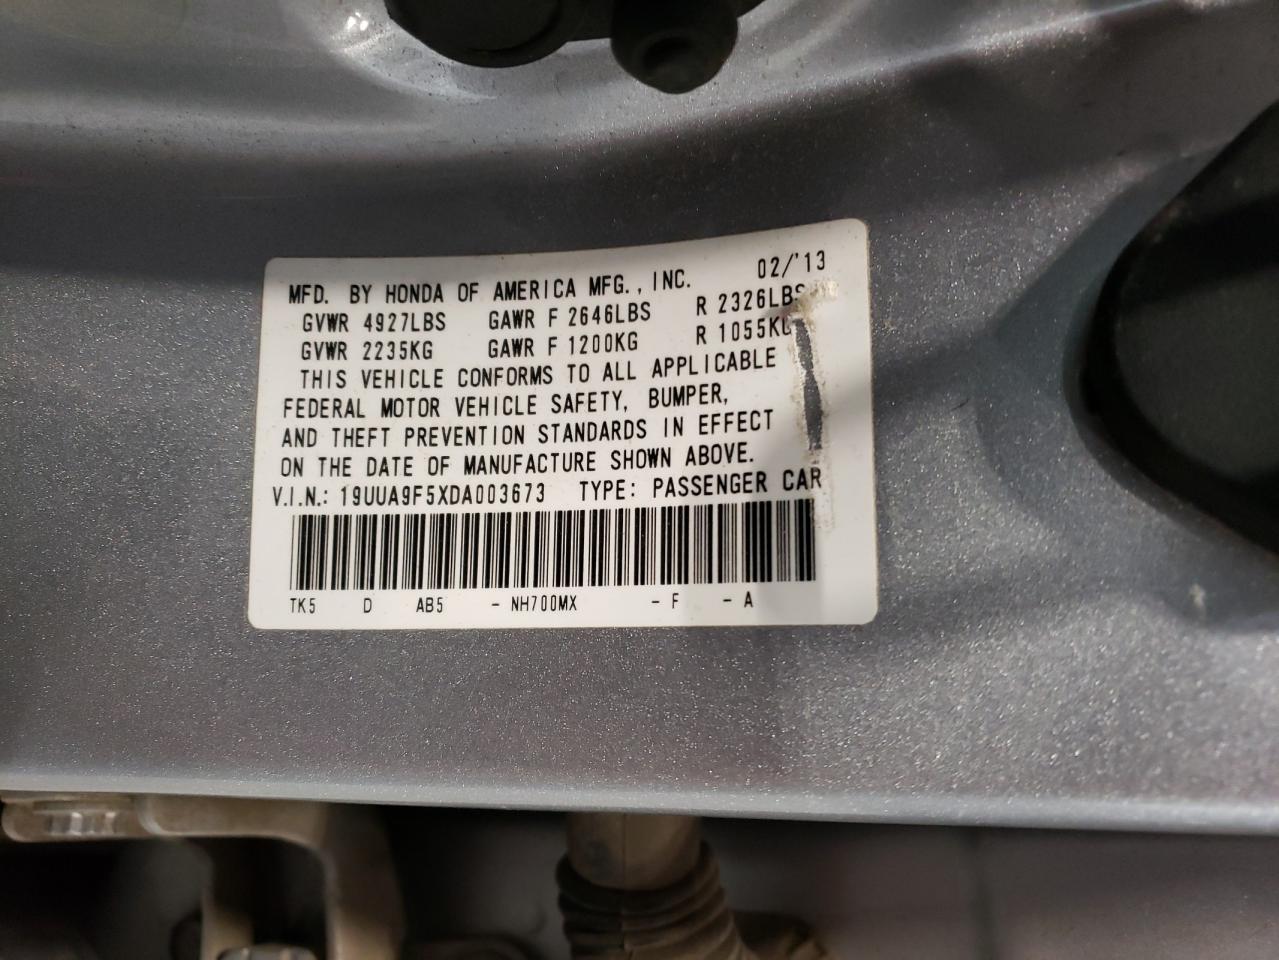 MFD. BY HONDA OF AMERICA MFG., INC. 02/'13
GVWR 4927LBS GAWR F 2646LBS R 2326LBS
GVWR 2235KG GAWR F 1200KG R 1055KG
THIS VEHICLE CONFORMS TO ALL APPLICABLE
FEDERAL MOTOR VEHICLE SAFETY, BUMPER,
AND THEFT PREVENTION STANDARDS IN EFFECT
ON THE DATE OF MANUFACTURE SHOWN ABOVE.
V.I.N.: 19UUA9F5XDA003673 TYPE: PASSENGER CAR
TK5 D AB5 - NH700MX - F - A